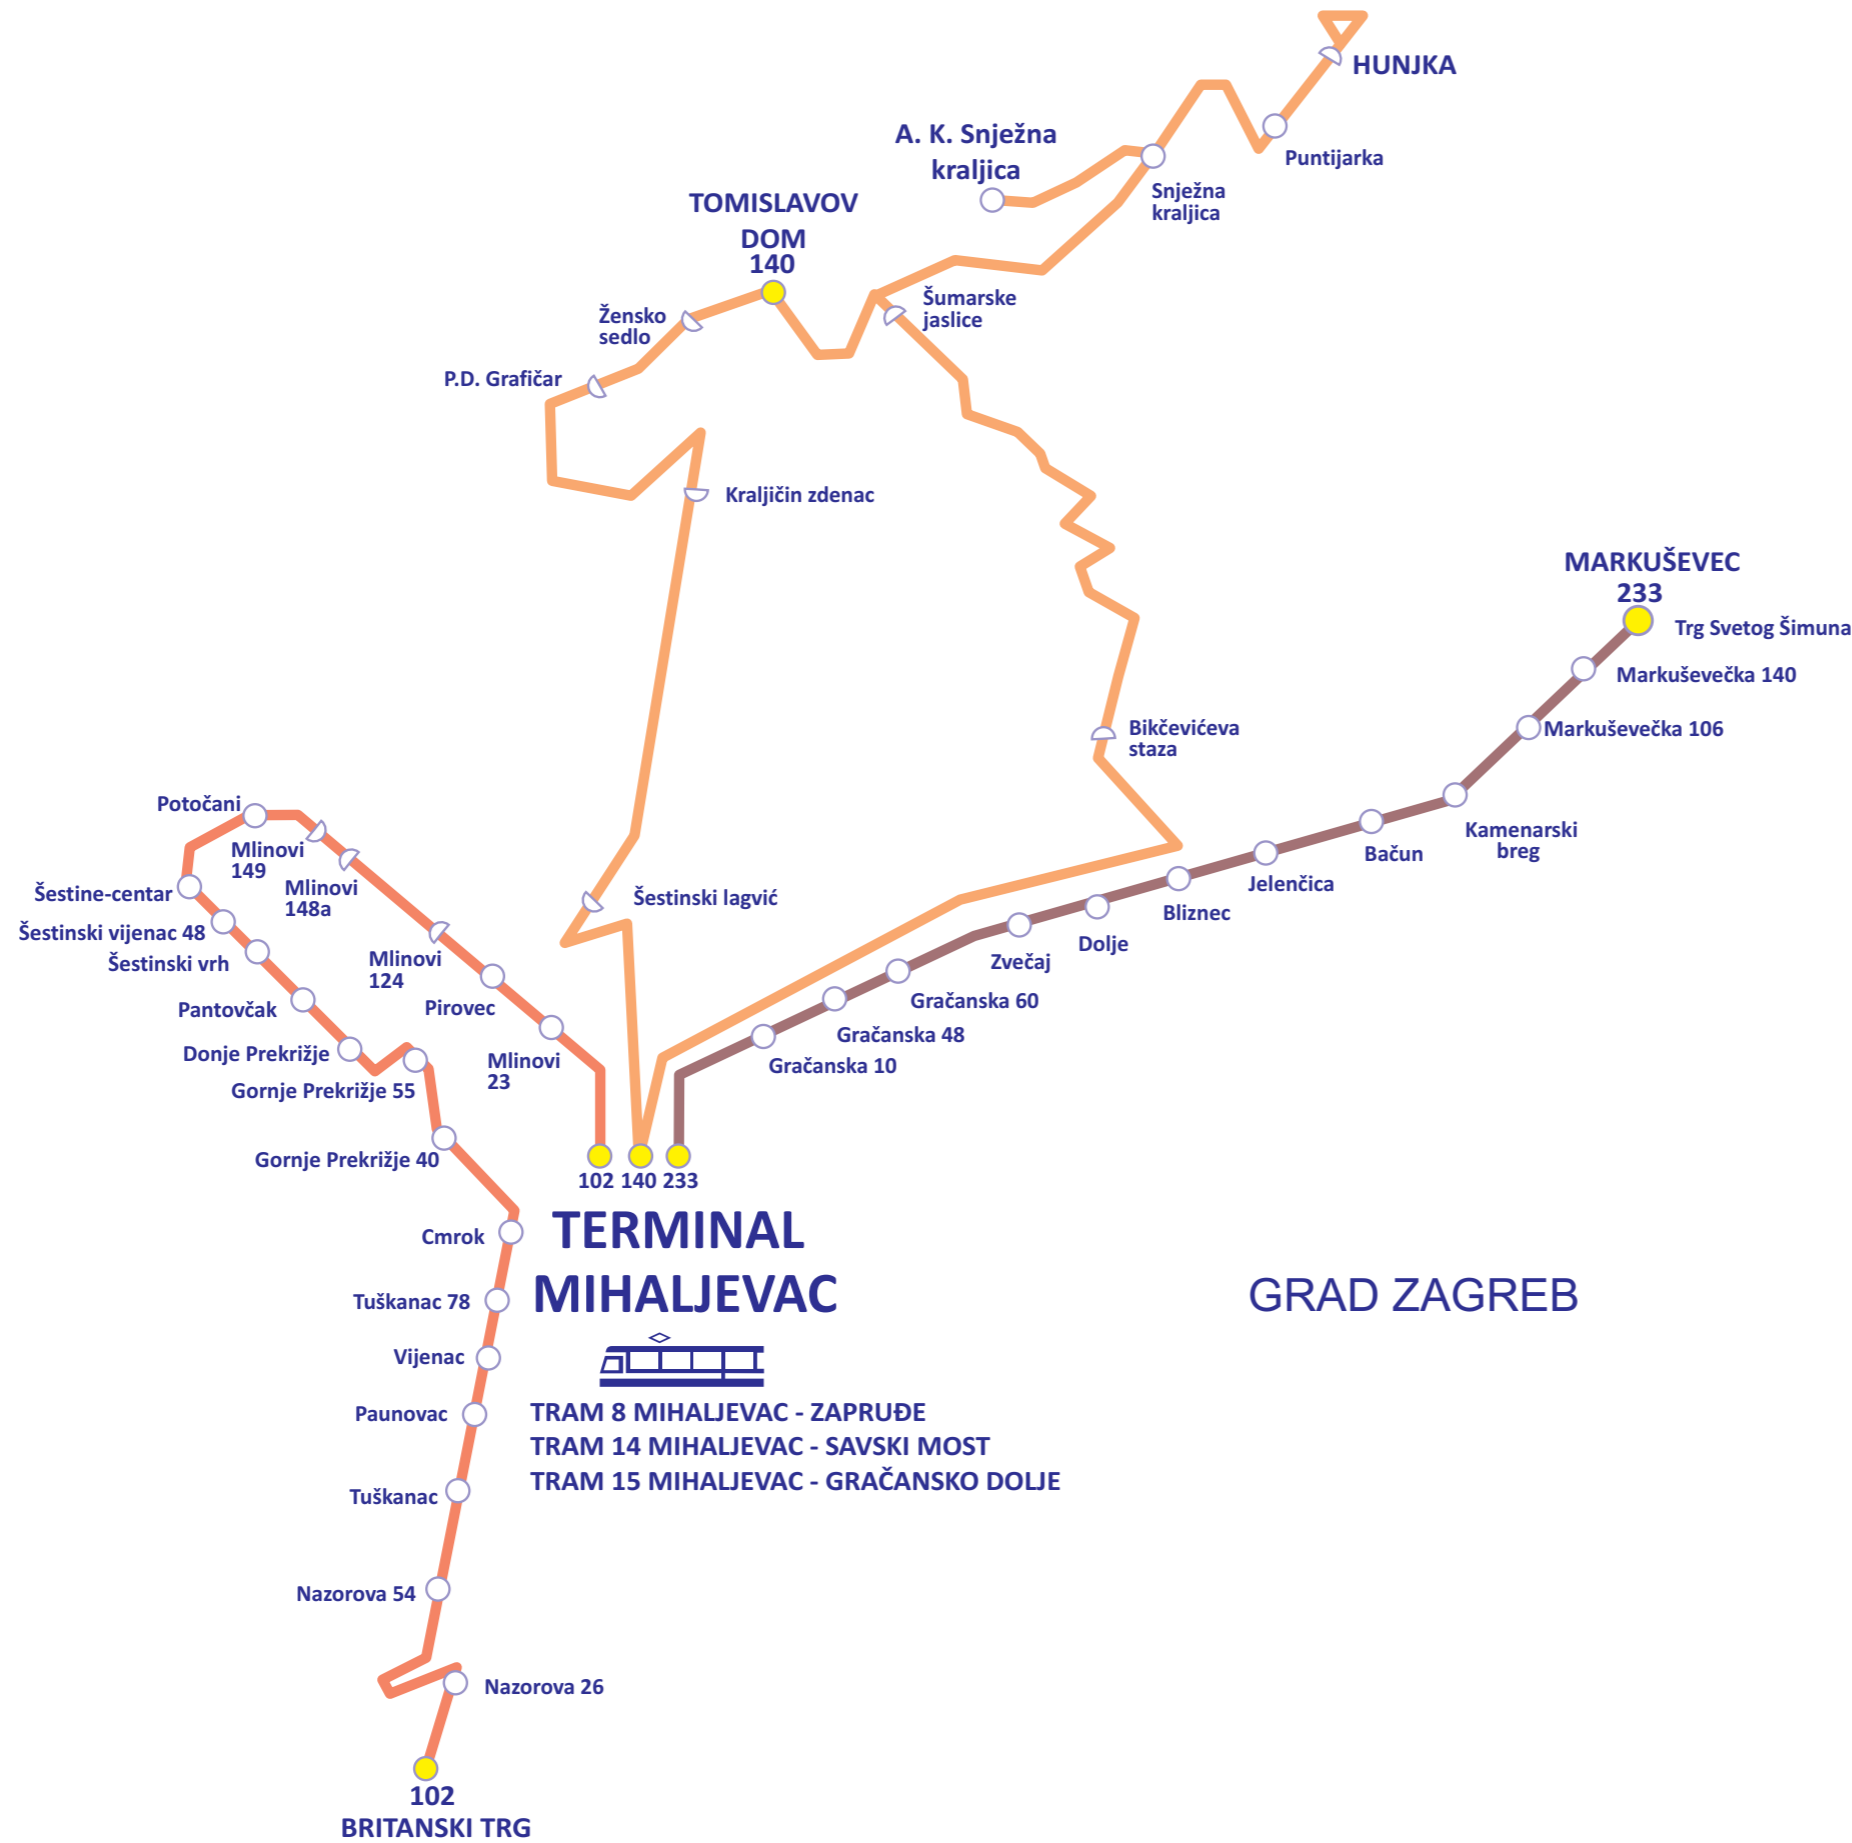 HUNJKA
A. K. Snježna
kraljica
Puntijarka
Snježna
kraljica
TOMISLAVOV
DOM
140
Šumarske
jaslice
Žensko
sedlo
P.D. Grafičar
Kraljičin zdenac
MARKUŠEVEC
233
Trg Svetog Šimuna
Markuševečka 140
Markuševečka 106
Bikčevićeva
staza
Kamenarski
breg
Bačun
Jelenčica
Bliznec
Dolje
Zvečaj
Gračanska 60
Gračanska 48
Gračanska 10
Potočani
Mlinovi
149
Mlinovi
148a
Šestine-centar
Šestinski lagvić
Šestinski vijenac 48
Šestinski vrh
Mlinovi
124
Pantovčak
Pirovec
Donje Prekrižje
Mlinovi
23
Gornje Prekrižje 55
Gornje Prekrižje 40
102 140 233
TERMINAL
MIHALJEVAC
Cmrok
Tuškanac 78
GRAD ZAGREB
Vijenac
Paunovac
TRAM 8 MIHALJEVAC - ZAPRUĐE
TRAM 14 MIHALJEVAC - SAVSKI MOST
TRAM 15 MIHALJEVAC - GRAČANSKO DOLJE
Tuškanac
Nazorova 54
Nazorova 26
102
BRITANSKI TRG